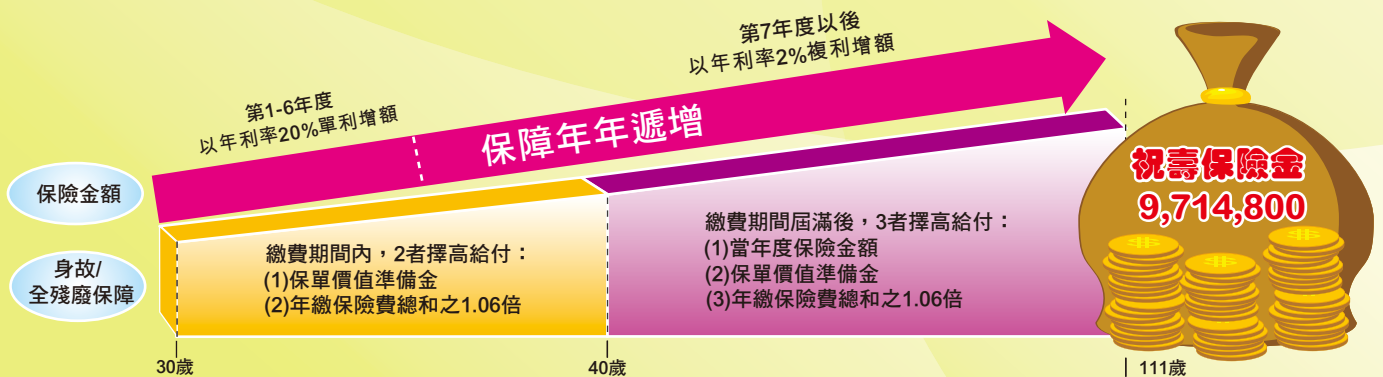 第1-6年度
以年利率20%單利增額
第7年度以後
以年利率2%複利增額
保障年年遞增
保險金額
身故/
全殘廢保障
繳費期間內，2者擇高給付：
(1)保單價值準備金
(2)年繳保險費總和之1.06倍
繳費期間屆滿後，3者擇高給付：
(1)當年度保險金額
(2)保單價值準備金
(3)年繳保險費總和之1.06倍
祝壽保險金
9,714,800
30歲
40歲
111歲